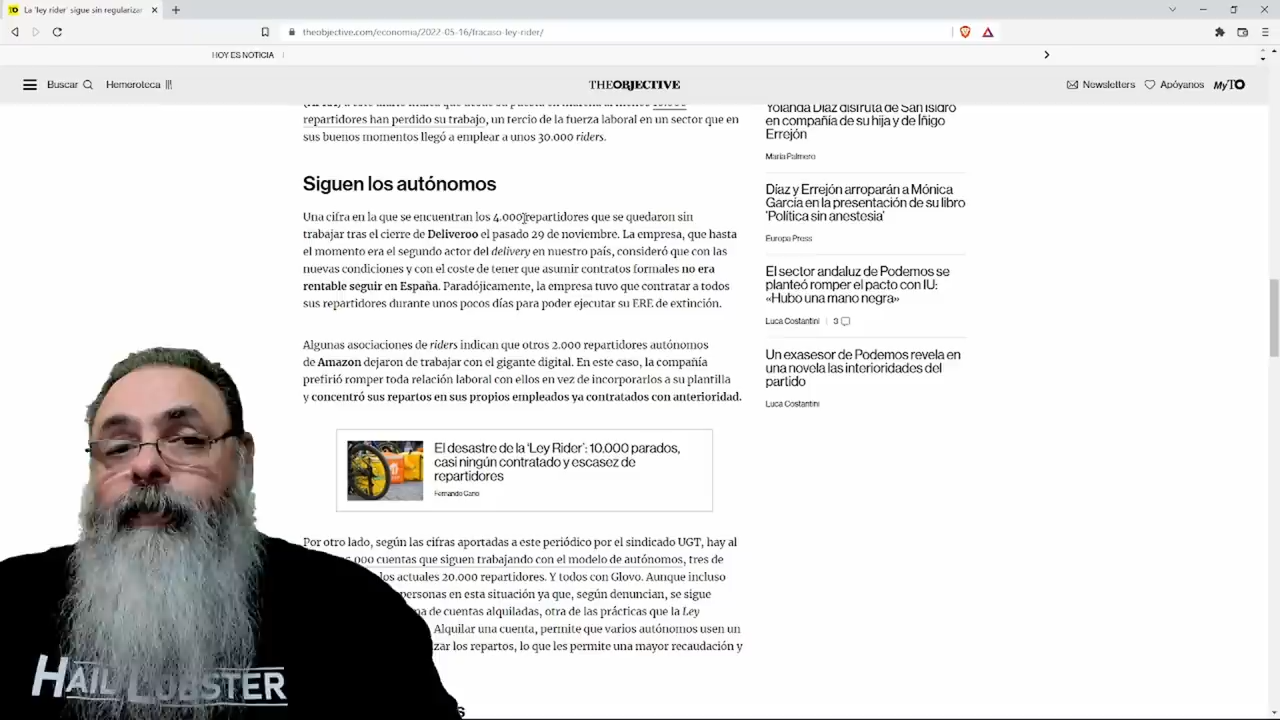 La 'ley rider' sigue sin regularizar
theobjective.com/economia/2022-05-16/fracaso-ley-rider/
HOY ES NOTICIA
Buscar
Hemeroteca
THEOBJECTIVE
Newsletters
Apóyanos
MyTO
repartidores han perdido su trabajo, un tercio de la fuerza laboral en un sector que en
sus buenos momentos llegó a emplear a unos 30.000 riders.
Siguen los autónomos
Una cifra en la que se encuentran los 4.000 repartidores que se quedaron sin
trabajar tras el cierre de Deliveroo el pasado 29 de noviembre. La empresa, que hasta
el momento era el segundo actor del delivery en nuestro país, consideró que con las
nuevas condiciones y con el coste de tener que asumir contratos formales no era
rentable seguir en España. Paradójicamente, la empresa tuvo que contratar a todos
sus repartidores durante unos pocos días para poder ejecutar su ERE de extinción.
Algunas asociaciones de riders indican que otros 2.000 repartidores autónomos
de Amazon dejaron de trabajar con el gigante digital. En este caso, la compañía
prefirió romper toda relación laboral con ellos en vez de incorporarlos a su plantilla
y concentró sus repartos en sus propios empleados ya contratados con anterioridad.
El desastre de la 'Ley Rider': 10.000 parados,
casi ningún contratado y escasez de
repartidores
Fernando Cano
Por otro lado, según las cifras aportadas a este periódico por el sindicato UGT, hay al
000 cuentas que siguen trabajando con el modelo de autónomos, tres de
los actuales 20.000 repartidores. Y todos con Glovo. Aunque incluso
personas en esta situación ya que, según denuncian, se sigue
de cuentas alquiladas, otra de las prácticas que la Ley
Alquilar una cuenta, permite que varios autónomos usen un
los repartos, lo que les permite una mayor recaudación y
Yolanda Díaz disfruta de San Isidro
en compañía de su hija y de Íñigo
Errejón
María Palmero
Díaz y Errejón arroparán a Mónica
García en la presentación de su libro
'Política sin anestesia'
Europa Press
El sector andaluz de Podemos se
planteó romper el pacto con IU:
«Hubo una mano negra»
Luca Costantini
3
Un exasesor de Podemos revela en
una novela las interioridades del
partido
Luca Costantini
HAIL LOBSTER